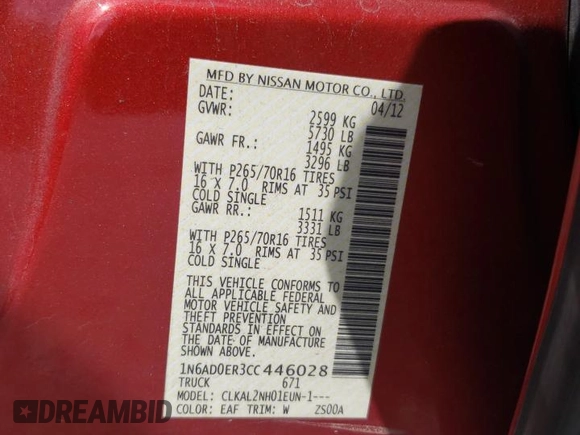 MFD BY NISSAN MOTOR CO., LTD.
DATE: 04/12
GVWR: 2599 KG
5730 LB
GAWR FR.: 1495 KG
3296 LB
WITH P265/70R16 TIRES
16 X 7.0 RIMS AT 35 PSI
COLD SINGLE
GAWR RR.: 1511 KG
3331 LB
WITH P265/70R16 TIRES
16 X 7.0 RIMS AT 35 PSI
COLD SINGLE
THIS VEHICLE CONFORMS TO
ALL APPLICABLE FEDERAL
MOTOR VEHICLE SAFETY AND
THEFT PREVENTION
STANDARDS IN EFFECT ON
THE DATE OF MANUFACTURE
SHOWN ABOVE.
1N6AD0ER3CC446028
TRUCK 671
MODEL: CLKAL2NH01EUN-1---
COLOR: EAF TRIM: W ZS00A
DREAMBID.COM